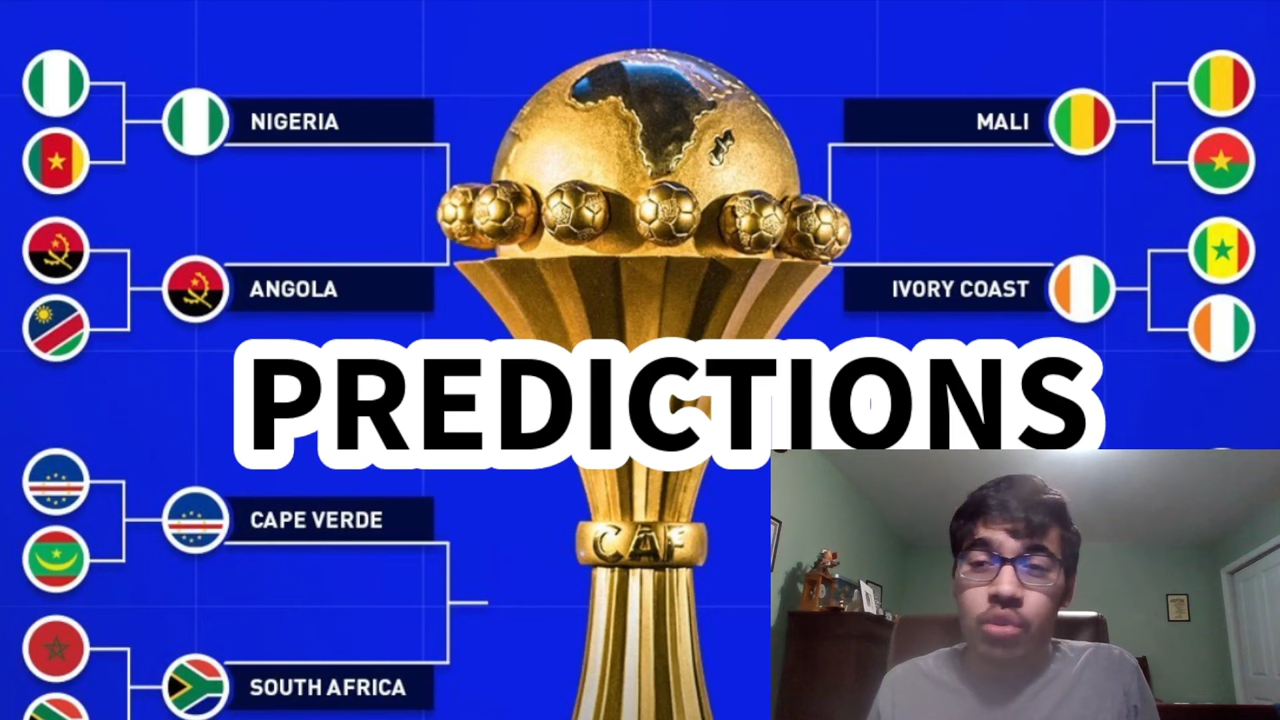 NIGERIA
MALI
ANGOLA
IVORY COAST
PREDICTIONS
CAPE VERDE
CAF
SOUTH AFRICA